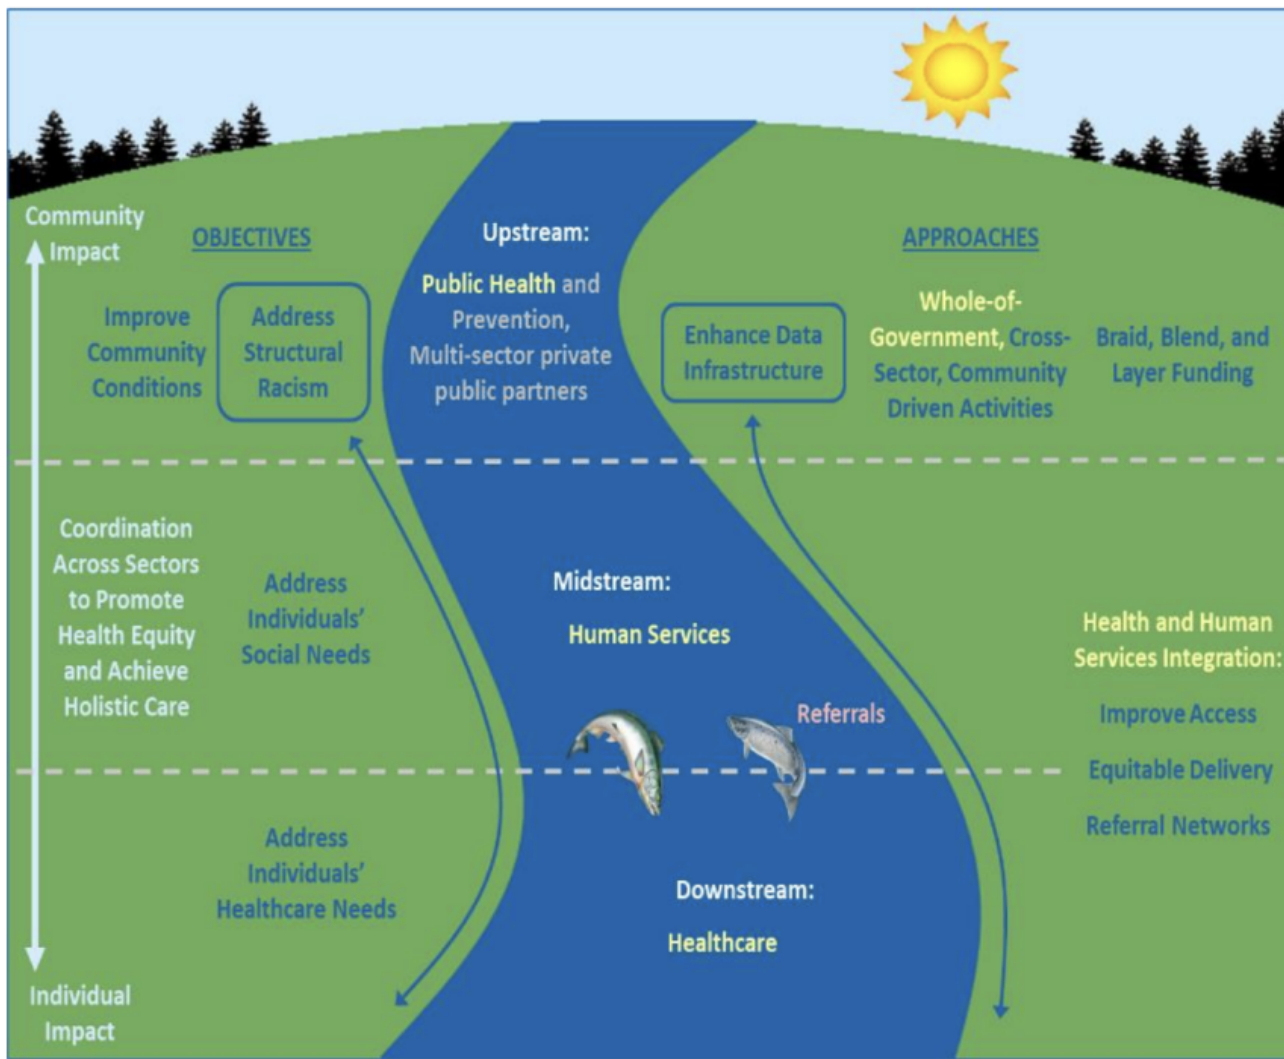 Community
Impact
OBJECTIVES
Improve
Community
Conditions
Address
Structural
Racism
Upstream:
Public Health and
Prevention,
Multi-sector private
public partners
APPROACHES
Enhance Data
Infrastructure
Whole-of-
Government, Cross-
Sector, Community
Driven Activities
Braid, Blend, and
Layer Funding
Coordination
Across Sectors
to Promote
Health Equity
and Achieve
Holistic Care
Address
Individuals'
Social Needs
Midstream:
Human Services
Referrals
Health and Human
Services Integration:
Improve Access
Equitable Delivery
Referral Networks
Address
Individuals'
Healthcare Needs
Downstream:
Healthcare
Individual
Impact